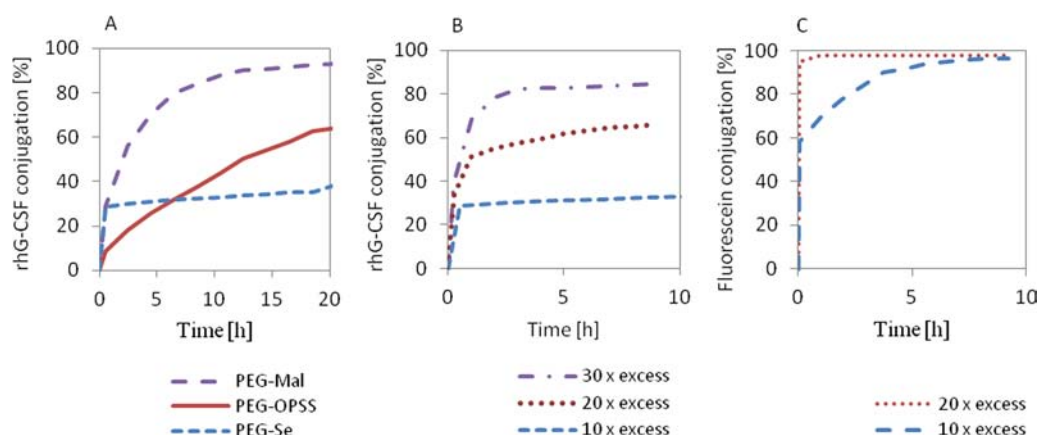 A
rhG-CSF conjugation [%]
100
80
60
40
20
0
0 5 10 15 20
Time [h]
PEG-Mal
PEG-OPSS
PEG-Se
B
rhG-CSF conjugation [%]
100
80
60
40
20
0
0 5 10
Time [h]
30 x excess
20 x excess
10 x excess
C
Fluorescein conjugation [%]
100
80
60
40
20
0
0 5 10
Time [h]
20 x excess
10 x excess